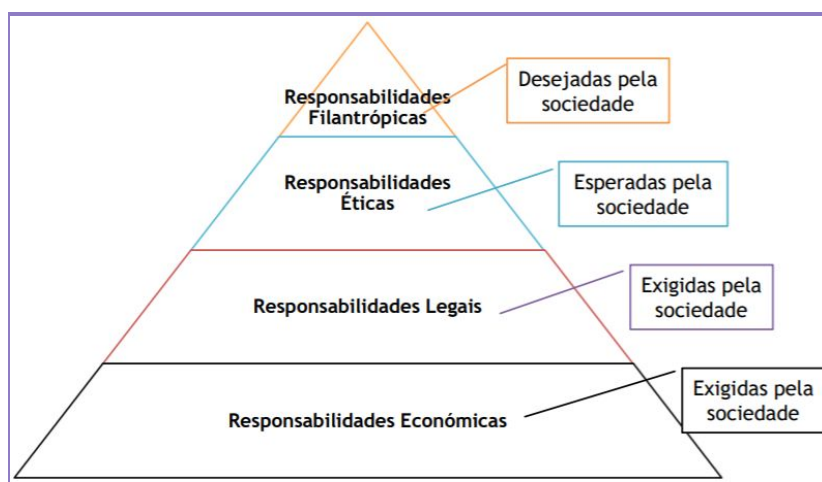 Responsabilidades
Filantrópicas
Desejadas pela
sociedade
Responsabilidades
Éticas
Esperadas pela
sociedade
Responsabilidades Legais
Exigidas pela
sociedade
Responsabilidades Económicas
Exigidas pela
sociedade